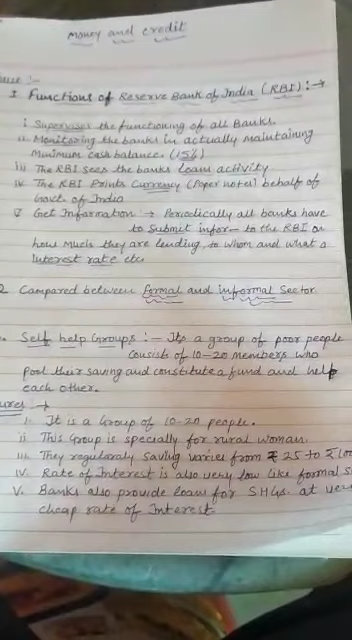 Money and credit
I Functions of Reserve Bank of India (RBI) :→
i Supervises the functioning of all Banks.
ii. Monitoring the banks in actually maintaining
Minimum cash balance. (15%)
iii The RBI sees the banks loan activity
iv. The RBI Prints Currency (Paper notes) behalf of
Govt. of India
v Get Information → Periodically all banks have
to submit infor— to the RBI on
how much they are lending, to whom and what
Interest rate etc.
2 Compared between formal and informal Sector.
Self help Groups :- Its a group of poor people
Consists of 10-20 members who
Pool their saving and constitute a fund and help
each other.
ures :→
i. It is a Group of 10-20 people.
ii This Group is specially for rural woman.
iii. They regularaly Saving varies from ₹ 25 to ₹ 100
iv. Rate of Interest is also very low like formal S
v. Banks also provide loan for SHGs. at ver
cheap rate of Interest.